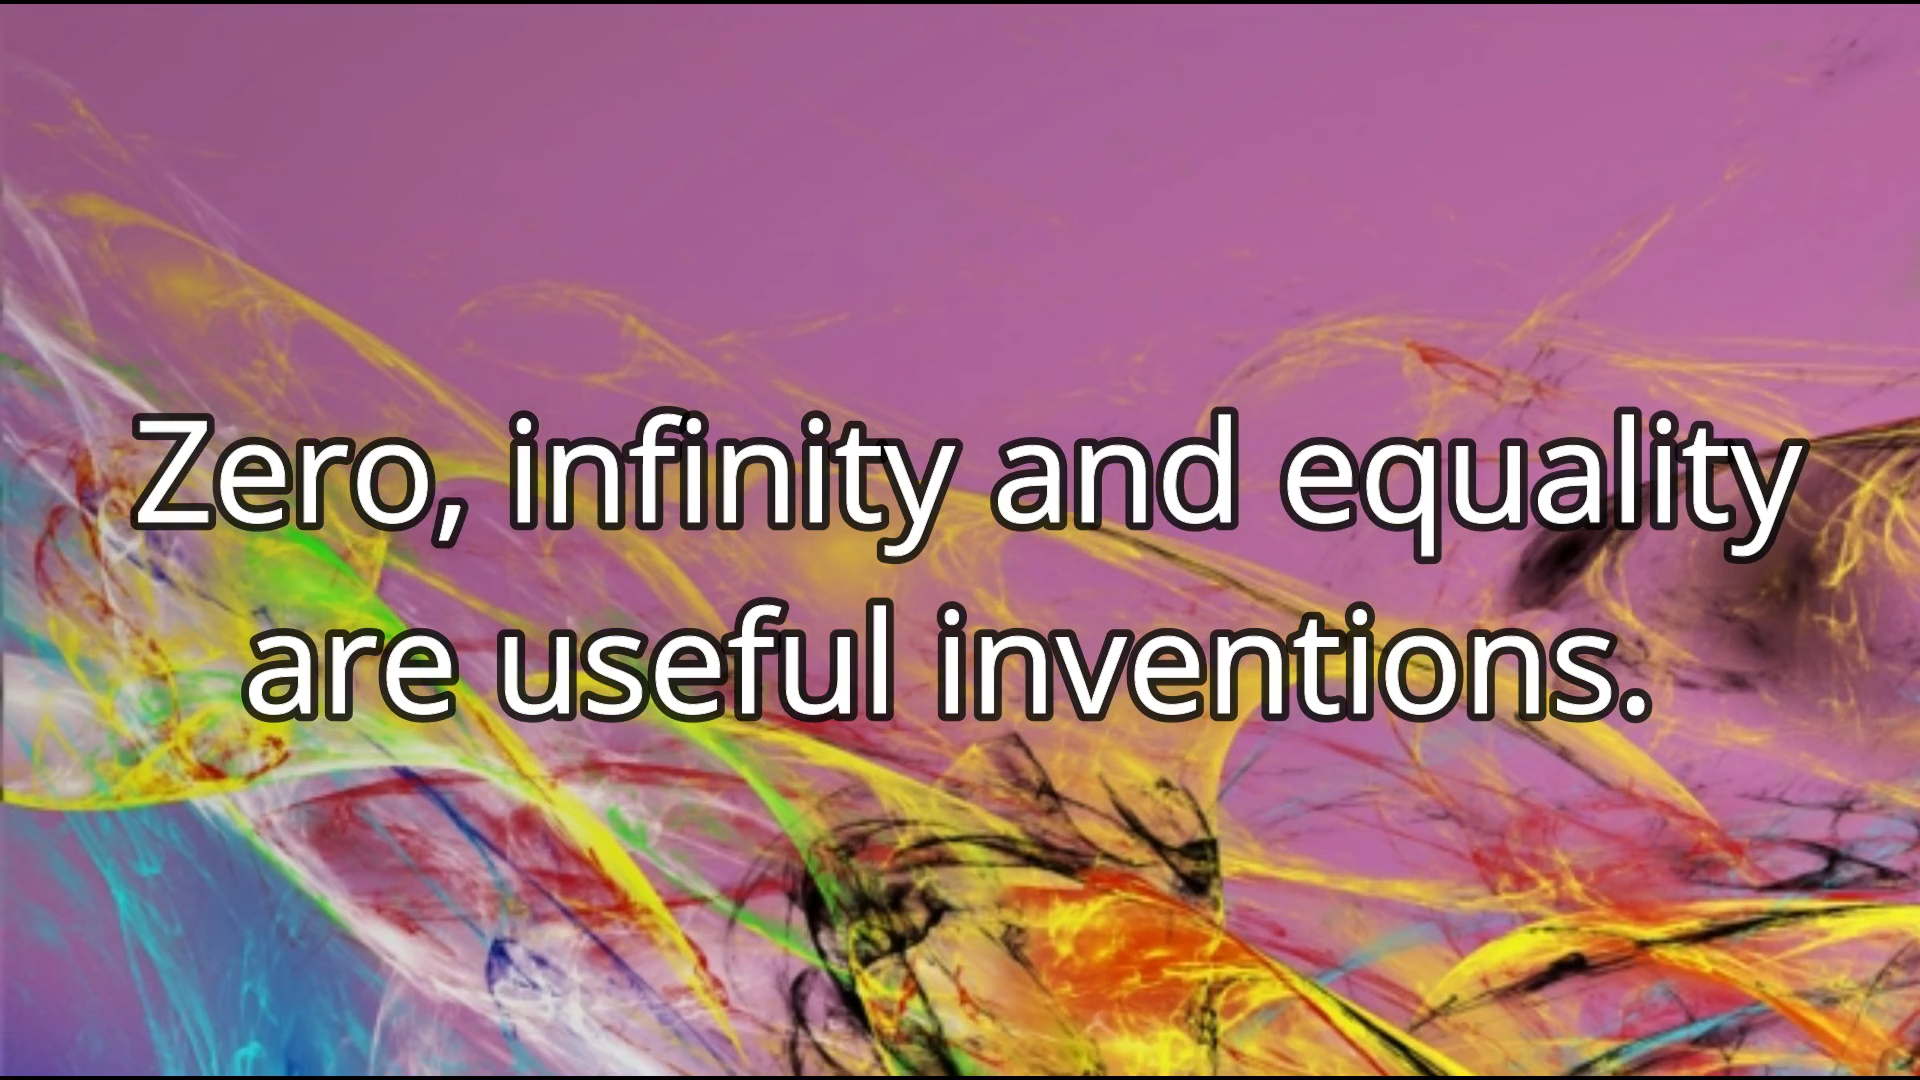 Zero, infinity and equality
are useful inventions.